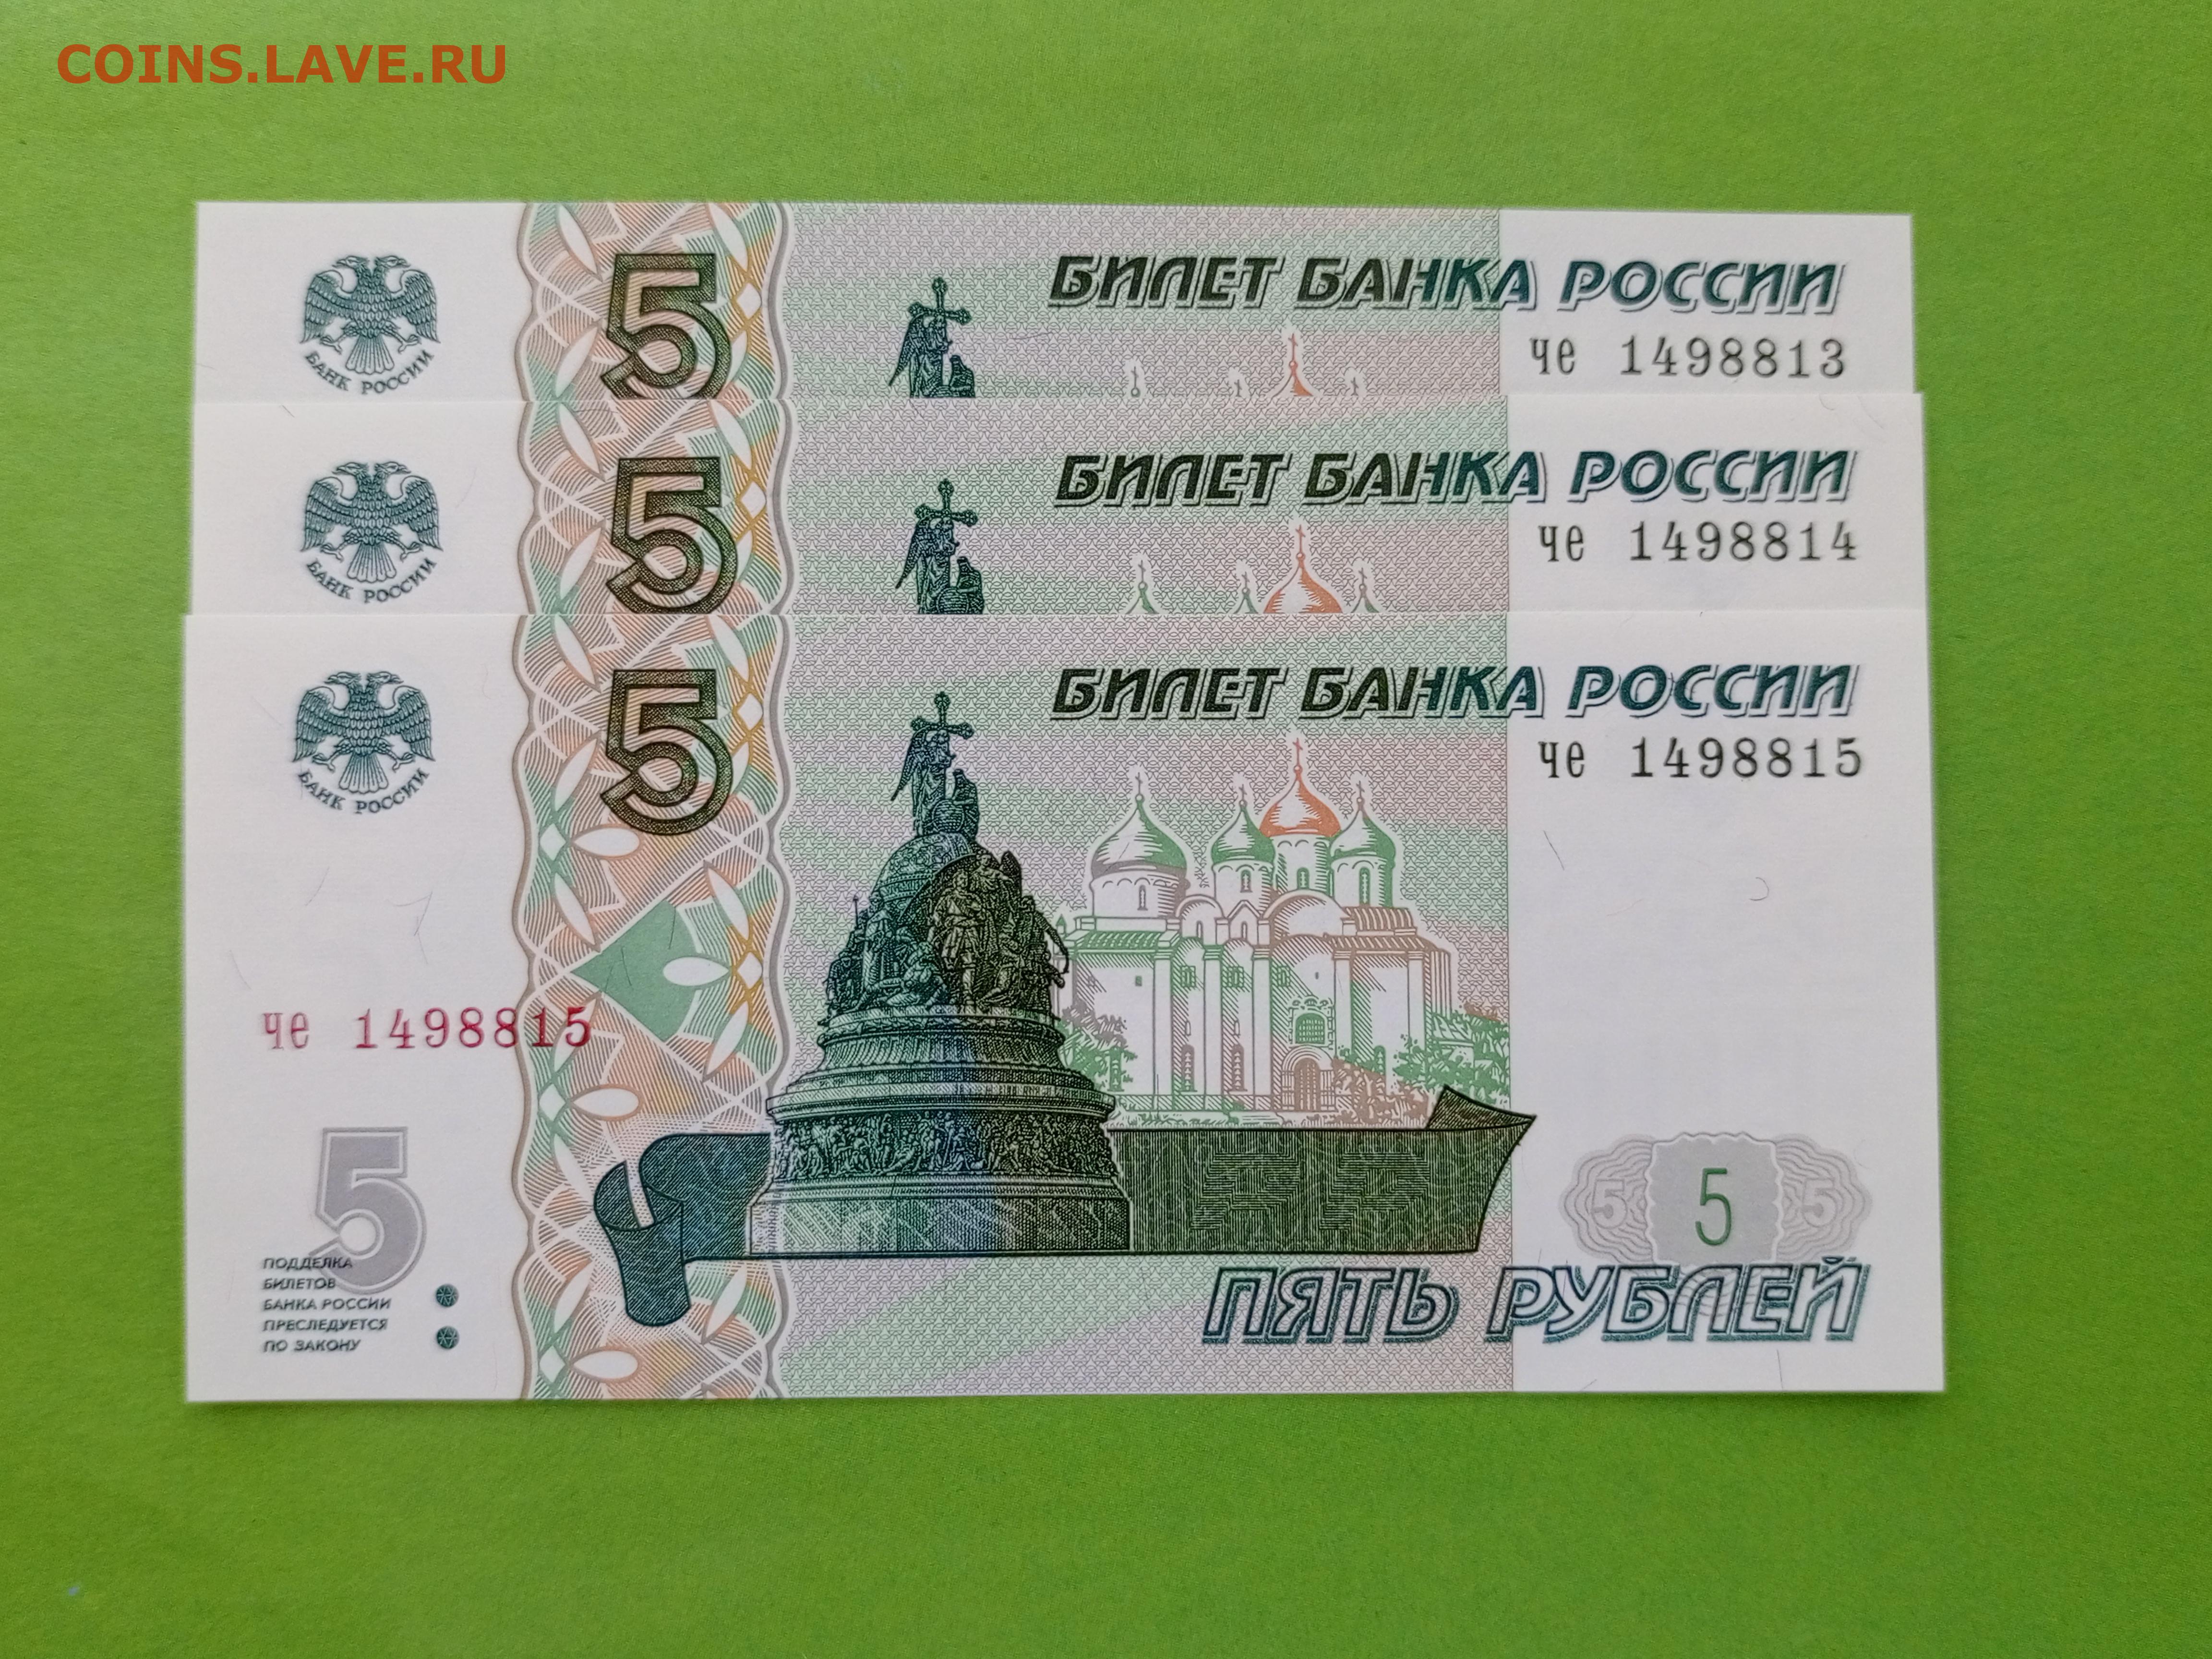 COINS.LAVE.RU
5
БИЛЕТ БАНКА РОССИИ
БАНК РОССИИ
че 1498813
5
БИЛЕТ БАНКА РОССИИ
БАНК РОССИИ
че 1498814
5
БИЛЕТ БАНКА РОССИИ
БАНК РОССИИ
че 1498815
че 1498815
5
5 5 5
ПОДДЕЛКА
БИЛЕТОВ
БАНКА РОССИИ
ПРЕСЛЕДУЕТСЯ
ПО ЗАКОНУ
ПЯТЬ РУБЛЕЙ